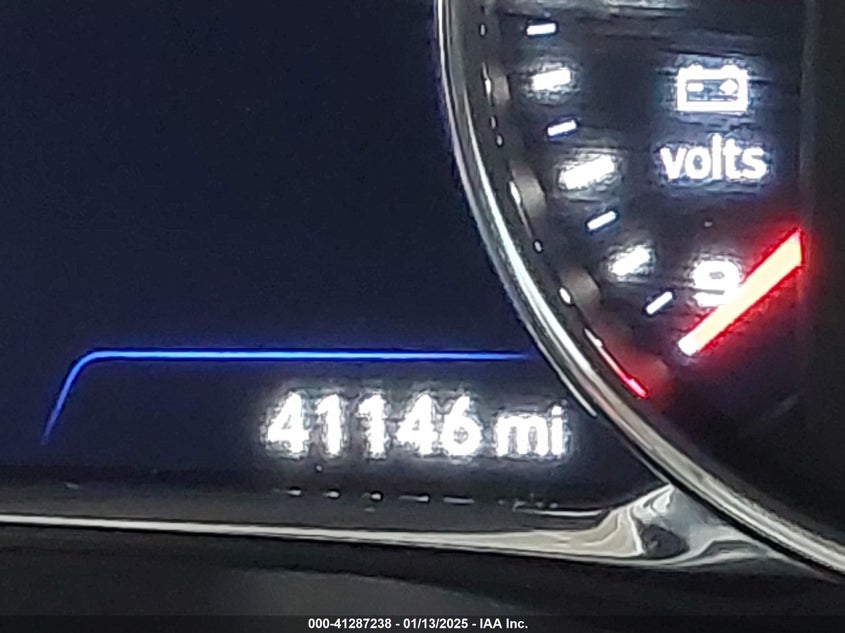 volts
9
41146 mi
000-41287238 - 01/13/2025 - IAA Inc.